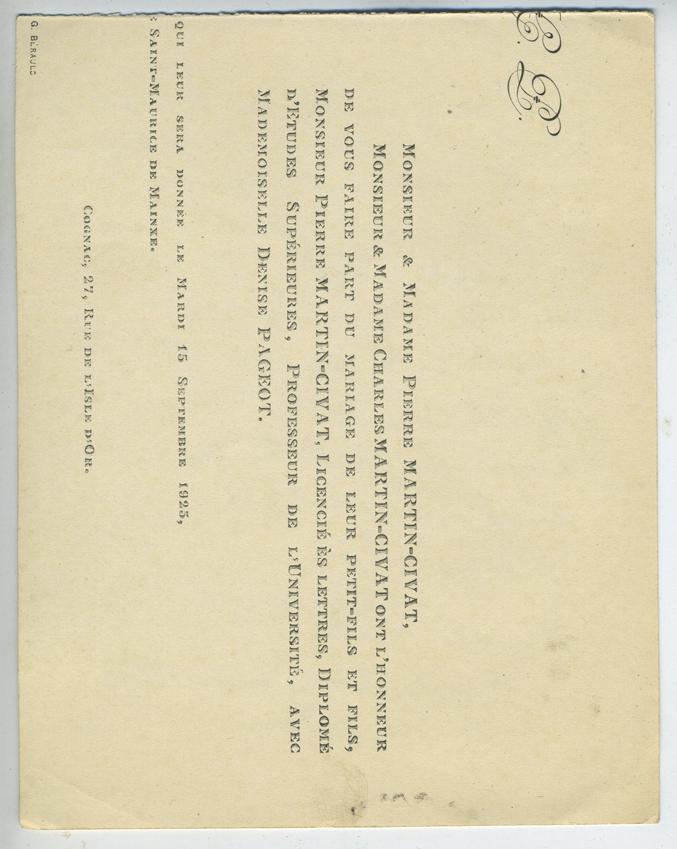 C.
P.
MONSIEUR & MADAME PIERRE MARTIN=CIVAT,
MONSIEUR & MADAME CHARLES MARTIN=CIVAT ONT L'HONNEUR
DE VOUS FAIRE PART DU MARIAGE DE LEUR PETIT=FILS ET FILS,
MONSIEUR PIERRE MARTIN=CIVAT, LICENCIÉ ÈS LETTRES, DIPLOMÉ
D'ÉTUDES SUPÉRIEURES, PROFESSEUR DE L'UNIVERSITÉ, AVEC
MADEMOISELLE DENISE PAGEOT.
QUI LEUR SERA DONNÉE LE MARDI 15 SEPTEMBRE 1925,
SAINT=MAURICE DE MAINXE.
COGNAC, 27, RUE DE L'ISLE D'OR.
G. BÉRAULD